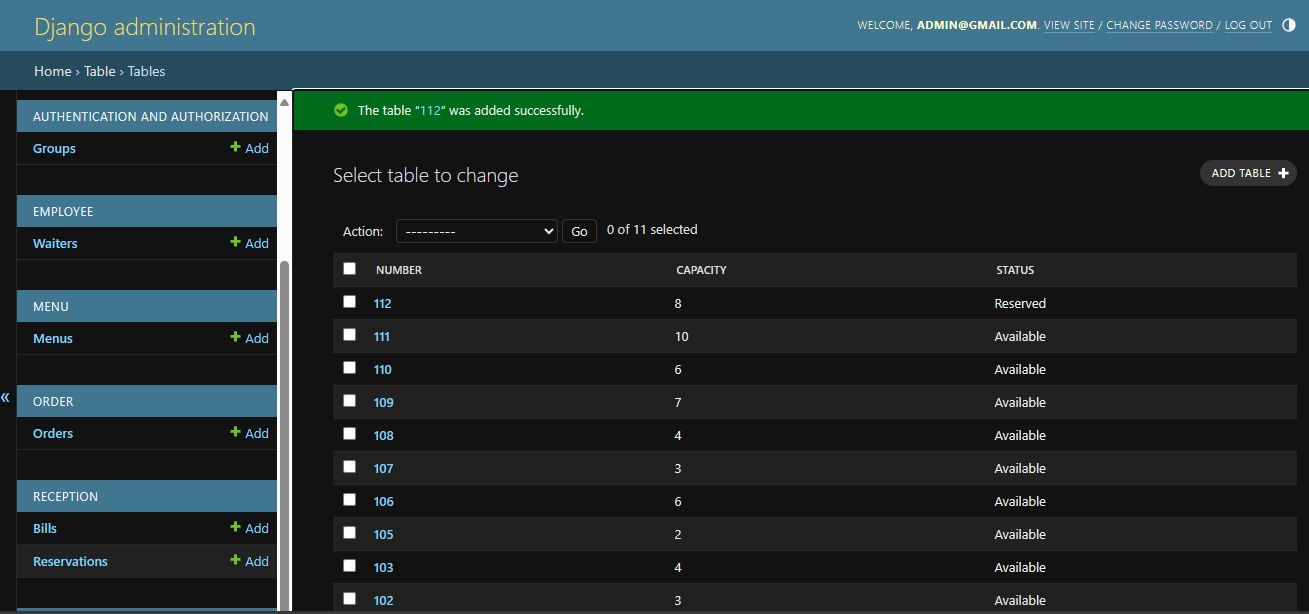 Django administration
WELCOME, ADMIN@GMAIL.COM. VIEW SITE / CHANGE PASSWORD / LOG OUT
Home › Table › Tables
AUTHENTICATION AND AUTHORIZATION
Groups + Add
EMPLOYEE
Waiters + Add
MENU
Menus + Add
«
ORDER
Orders + Add
RECEPTION
Bills + Add
Reservations + Add
The table “112” was added successfully.
Select table to change
ADD TABLE +
Action: --------- Go 0 of 11 selected
NUMBER CAPACITY STATUS
112 8 Reserved
111 10 Available
110 6 Available
109 7 Available
108 4 Available
107 3 Available
106 6 Available
105 2 Available
103 4 Available
102 3 Available